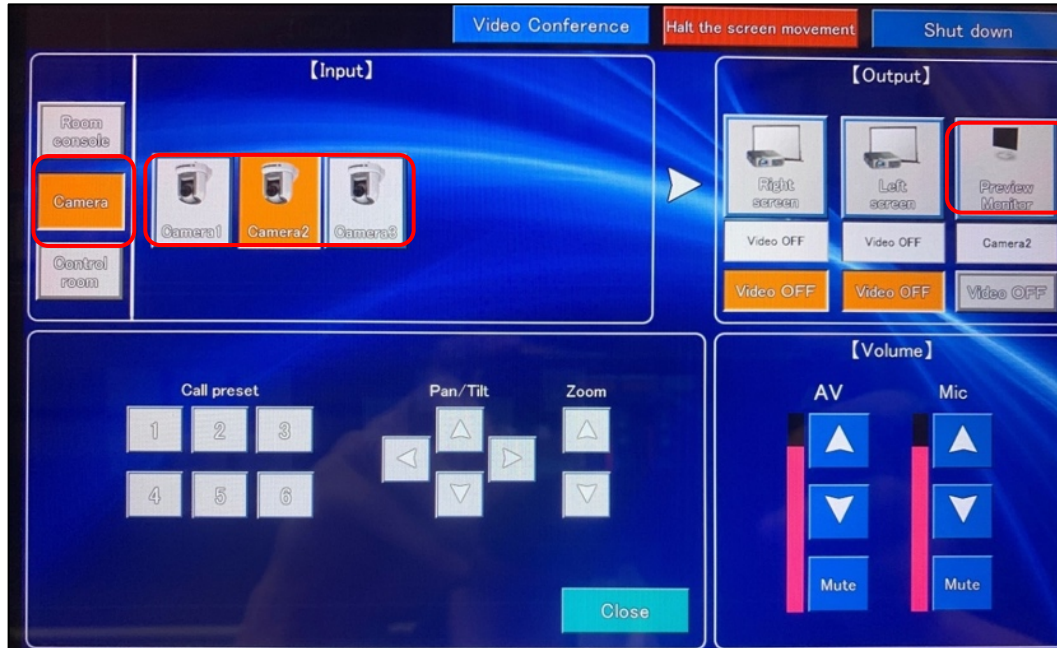 Video Conference
Halt the screen movement
Shut down
【Input】
Room
console
Camera
Control
room
Camera1
Camera2
Camera3
【Output】
Right
screen
Left
screen
Preview
Monitor
Video OFF
Video OFF
Camera2
Video OFF
Video OFF
Video OFF
Call preset
1
2
3
4
5
6
Pan/Tilt
Zoom
Close
【Volume】
AV
Mic
Mute
Mute